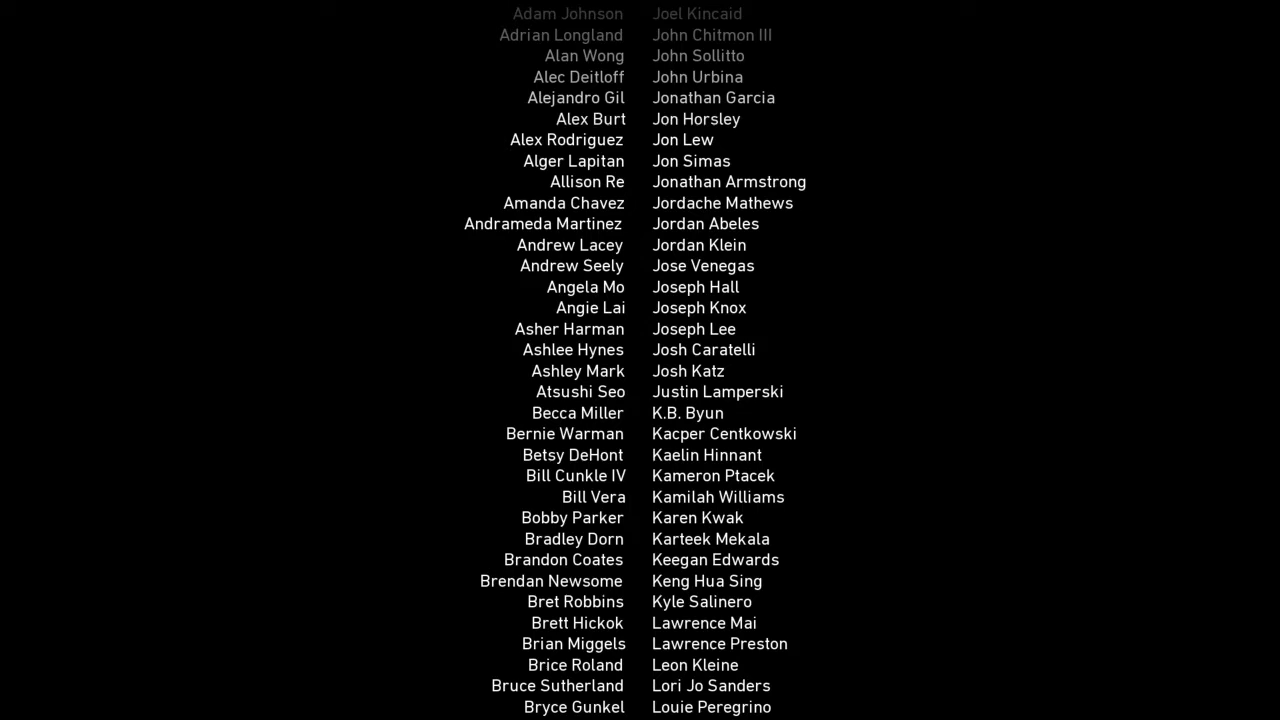 Adam Johnson Joel Kincaid
Adrian Longland John Chitmon III
Alan Wong John Sollitto
Alec Deitloff John Urbina
Alejandro Gil Jonathan Garcia
Alex Burt Jon Horsley
Alex Rodriguez Jon Lew
Alger Lapitan Jon Simas
Allison Re Jonathan Armstrong
Amanda Chavez Jordache Mathews
Andrameda Martinez Jordan Abeles
Andrew Lacey Jordan Klein
Andrew Seely Jose Venegas
Angela Mo Joseph Hall
Angie Lai Joseph Knox
Asher Harman Joseph Lee
Ashlee Hynes Josh Caratelli
Ashley Mark Josh Katz
Atsushi Seo Justin Lamperski
Becca Miller K.B. Byun
Bernie Warman Kacper Centkowski
Betsy DeHont Kaelin Hinnant
Bill Cunkle IV Kameron Ptacek
Bill Vera Kamilah Williams
Bobby Parker Karen Kwak
Bradley Dorn Karteek Mekala
Brandon Coates Keegan Edwards
Brendan Newsome Keng Hua Sing
Bret Robbins Kyle Salinero
Brett Hickok Lawrence Mai
Brian Miggels Lawrence Preston
Brice Roland Leon Kleine
Bruce Sutherland Lori Jo Sanders
Bryce Gunkel Louie Peregrino